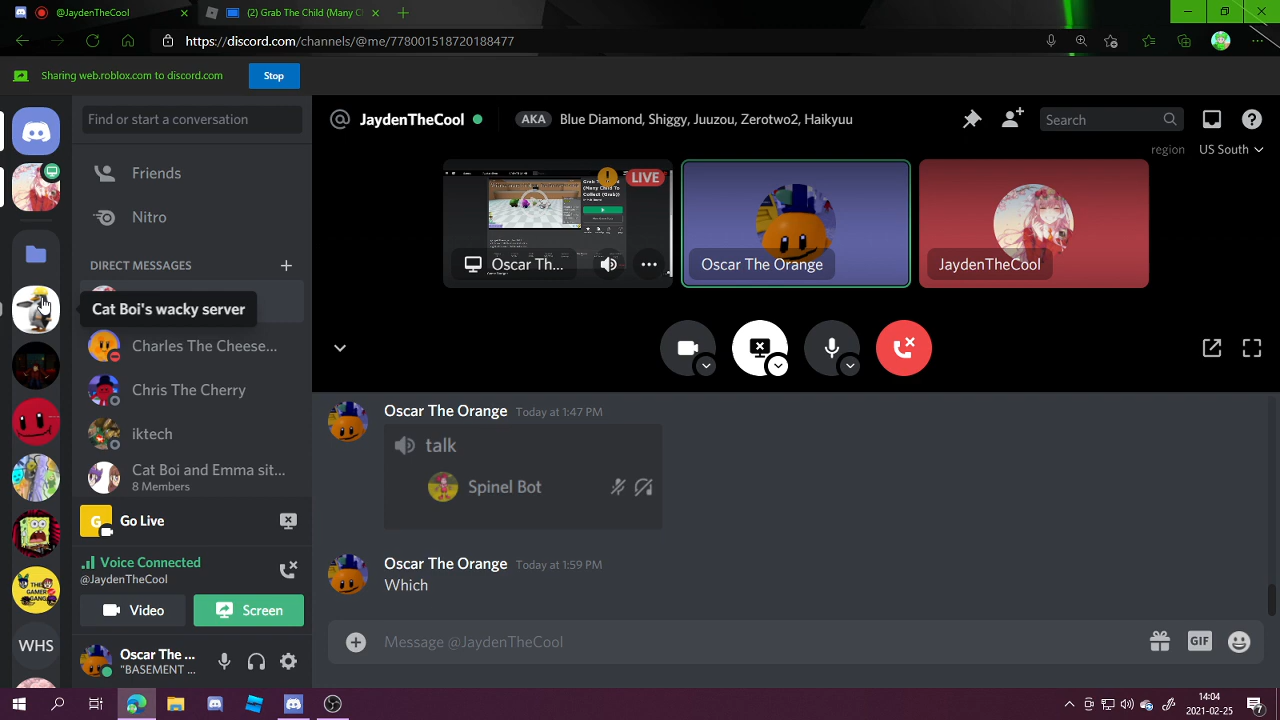 @JaydenTheCool
(2) Grab The Child (Many C
https://discord.com/channels/@me/778001518720188477
Sharing web.roblox.com to discord.com
Stop
Find or start a conversation
Friends
Nitro
DIRECT MESSAGES
Cat Boi's wacky server
Charles The Cheese...
Chris The Cherry
iktech
Cat Boi and Emma sit...
8 Members
G
Go Live
Voice Connected
@JaydenTheCool
Video
Screen
Oscar The ...
"BASEMENT ...
THE
GAMER
GANG
WHS
JaydenTheCool
AKA
Blue Diamond, Shiggy, Juuzou, Zerotwo2, Haikyuu
Search
region
US South
LIVE
Oscar Th...
Oscar The Orange
JaydenTheCool
Oscar The Orange Today at 1:47 PM
talk
Spinel Bot
Oscar The Orange Today at 1:59 PM
Which
Message @JaydenTheCool
GIF
14:04
2021-02-25
7